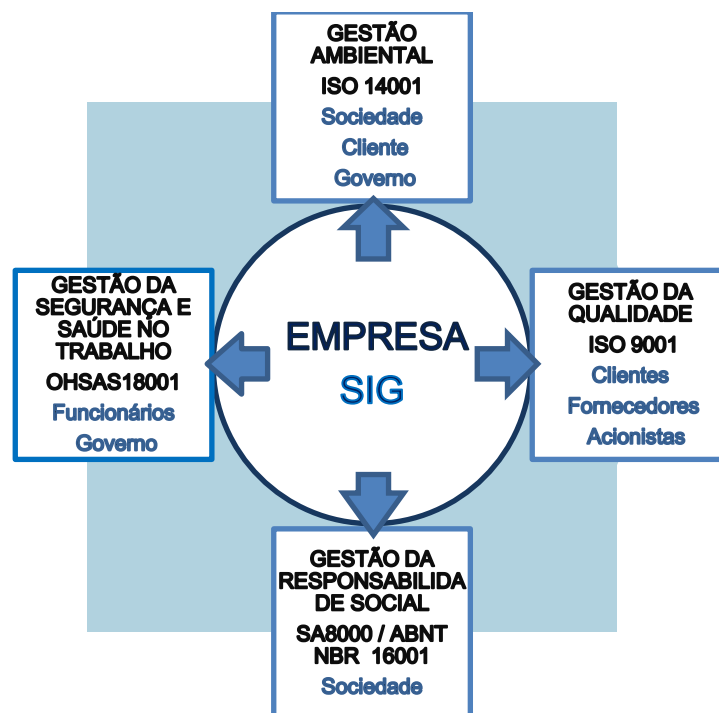 GESTÃO
AMBIENTAL
ISO 14001
Sociedade
Cliente
Governo
GESTÃO DA
SEGURANÇA E
SAÚDE NO
TRABALHO
OHSAS18001
Funcionários
Governo
EMPRESA
SIG
GESTÃO DA
QUALIDADE
ISO 9001
Clientes
Fornecedores
Acionistas
GESTÃO DA
RESPONSABILIDA
DE SOCIAL
SA8000 / ABNT
NBR 16001
Sociedade